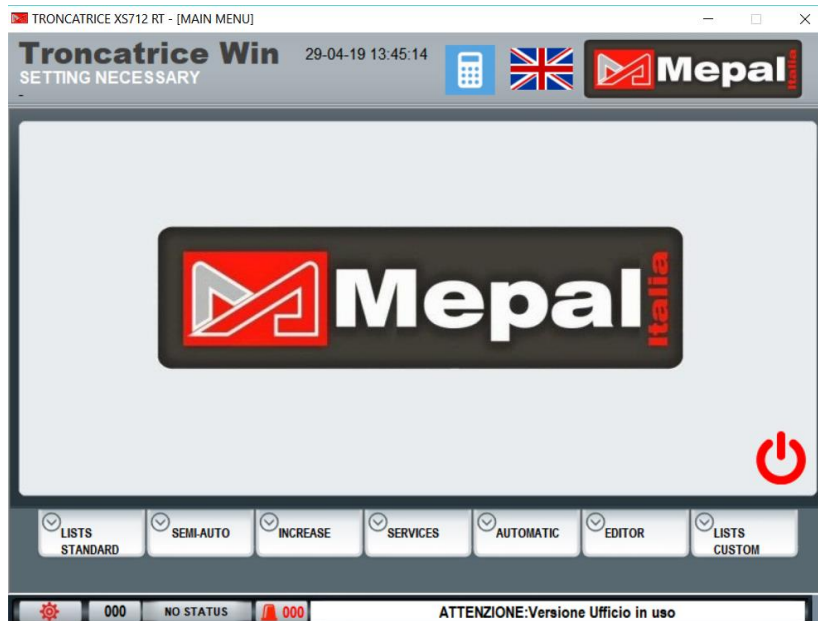 TRONCATRICE XS712 RT - [MAIN MENU]
Troncatrice Win
29-04-19 13:45:14
SETTING NECESSARY
-
Mepal
Italia
Mepal
Italia
LISTS STANDARD
SEMI-AUTO
INCREASE
SERVICES
AUTOMATIC
EDITOR
LISTS CUSTOM
000
NO STATUS
000
ATTENZIONE:Versione Ufficio in uso